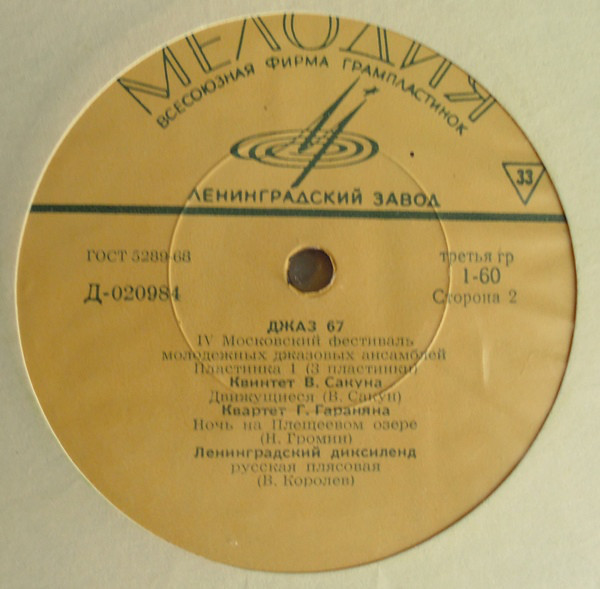 МЕЛОДИЯ
ВСЕСОЮЗНАЯ ФИРМА ГРАМПЛАСТИНОК
33
ЛЕНИНГРАДСКИЙ ЗАВОД
ГОСТ 5289-68
третья гр
Д-020984
1-60
Сторона 2
ДЖАЗ 67
IV Московский фестиваль
молодежных джазовых ансамблей
Пластинка 1 (3 пластинки)
Квинтет В. Сакуна
Движущиеся (В. Сакун)
Квартет Г. Гараняна
Ночь на Плещеевом озере
(Н. Громин)
Ленинградский диксиленд
русская плясовая
(В. Королев)